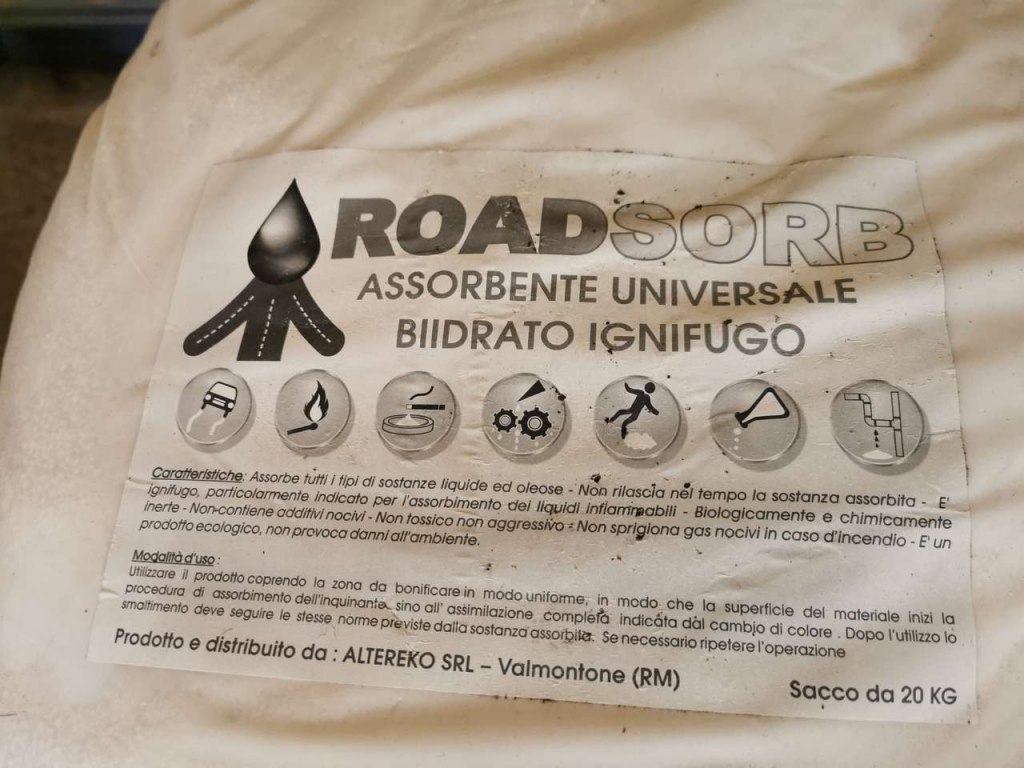 ROADSORB
ASSORBENTE UNIVERSALE
BIIDRATO IGNIFUGO
Caratteristiche: Assorbe tutti i tipi di sostanze liquide ed oleose - Non rilascia nel tempo la sostanza assorbita - E'
ignifugo, particolarmente indicato per l'assorbimento dei liquidi infiammabili - Biologicamente e chimicamente
inerte - Non contiene additivi nocivi - Non tossico non aggressivo - Non sprigiona gas nocivi in caso d'incendio - E' un
prodotto ecologico, non provoca danni all'ambiente.
Modalità d'uso :
Utilizzare il prodotto coprendo la zona da bonificare in modo uniforme, in modo che la superficie del materiale inizi la
procedura di assorbimento dell'inquinante sino all' assimilazione completa indicata dal cambio di colore . Dopo l'utilizzo lo
smaltimento deve seguire le stesse norme previste dalla sostanza assorbita. Se necessario ripetere l'operazione
Prodotto e distribuito da : ALTEREKO SRL – Valmontone (RM)
Sacco da 20 KG